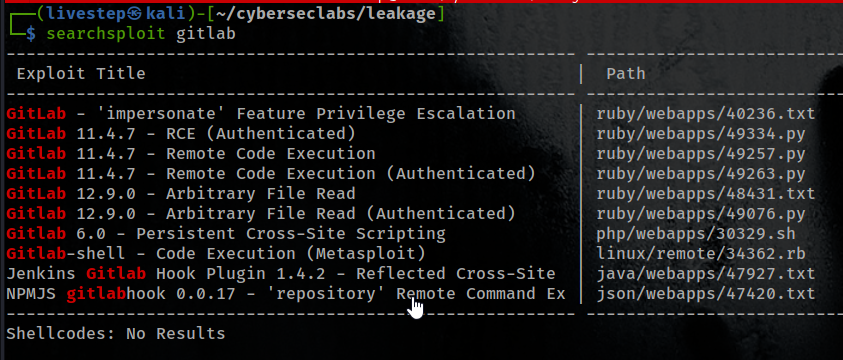 ┌──(livestep㉿kali)-[~/cyberseclabs/leakage]
└─$ searchsploit gitlab
Exploit Title | Path
GitLab - 'impersonate' Feature Privilege Escalation | ruby/webapps/40236.txt
GitLab 11.4.7 - RCE (Authenticated) | ruby/webapps/49334.py
Gitlab 11.4.7 - Remote Code Execution | ruby/webapps/49257.py
GitLab 11.4.7 - Remote Code Execution (Authenticated) | ruby/webapps/49263.py
GitLab 12.9.0 - Arbitrary File Read | ruby/webapps/48431.txt
Gitlab 12.9.0 - Arbitrary File Read (Authenticated) | ruby/webapps/49076.py
Gitlab 6.0 - Persistent Cross-Site Scripting | php/webapps/30329.sh
Gitlab-shell - Code Execution (Metasploit) | linux/remote/34362.rb
Jenkins Gitlab Hook Plugin 1.4.2 - Reflected Cross-Site | java/webapps/47927.txt
NPMJS gitlabhook 0.0.17 - 'repository' Remote Command Ex | json/webapps/47420.txt
Shellcodes: No Results